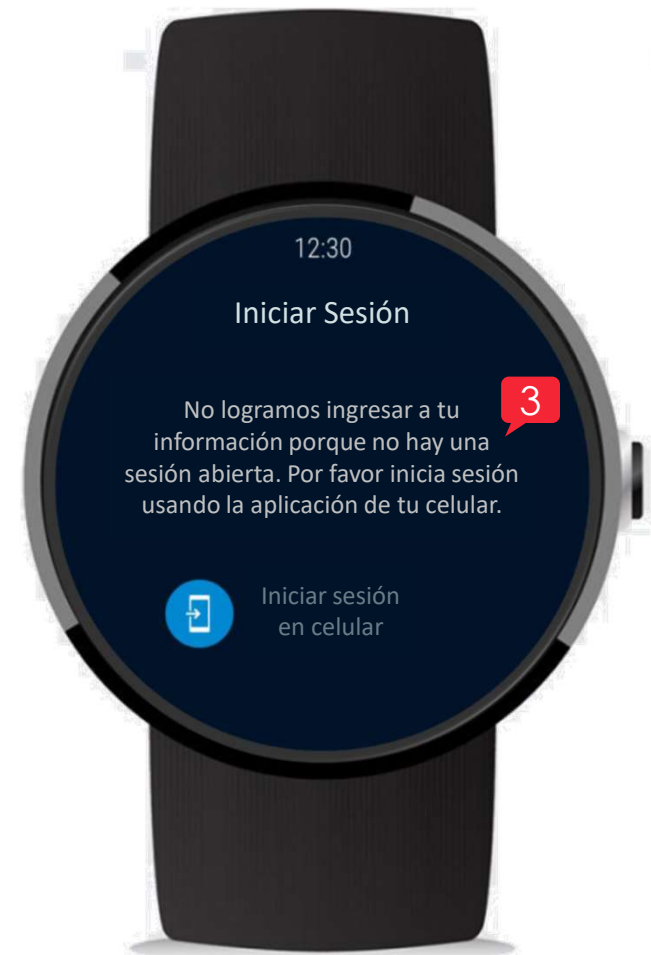 12:30
Iniciar Sesión
3
No logramos ingresar a tu
información porque no hay una
sesión abierta. Por favor inicia sesión
usando la aplicación de tu celular.
Iniciar sesión
en celular